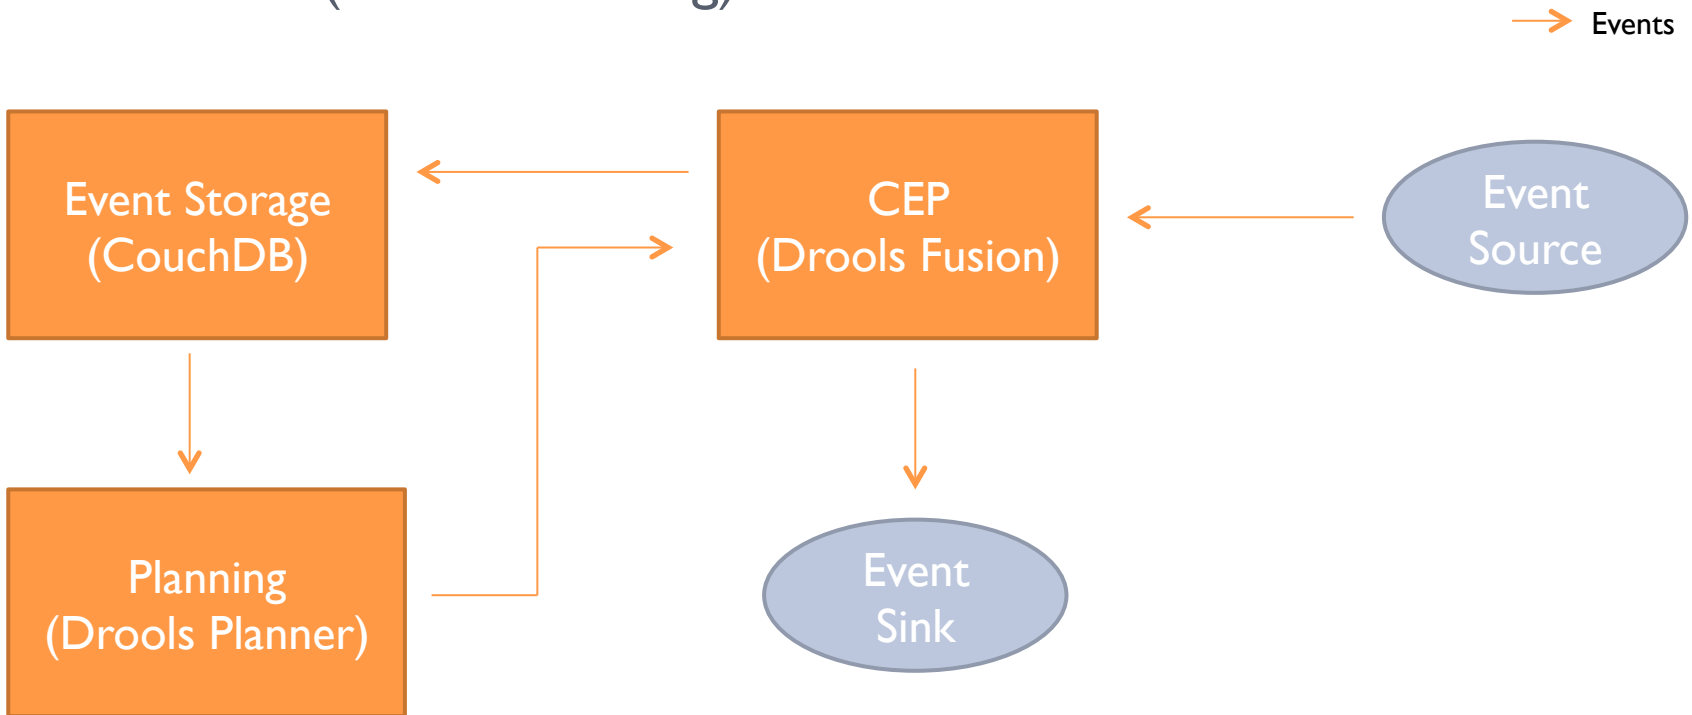 Events
Event Storage
(CouchDB)
CEP
(Drools Fusion)
Event
Source
Planning
(Drools Planner)
Event
Sink